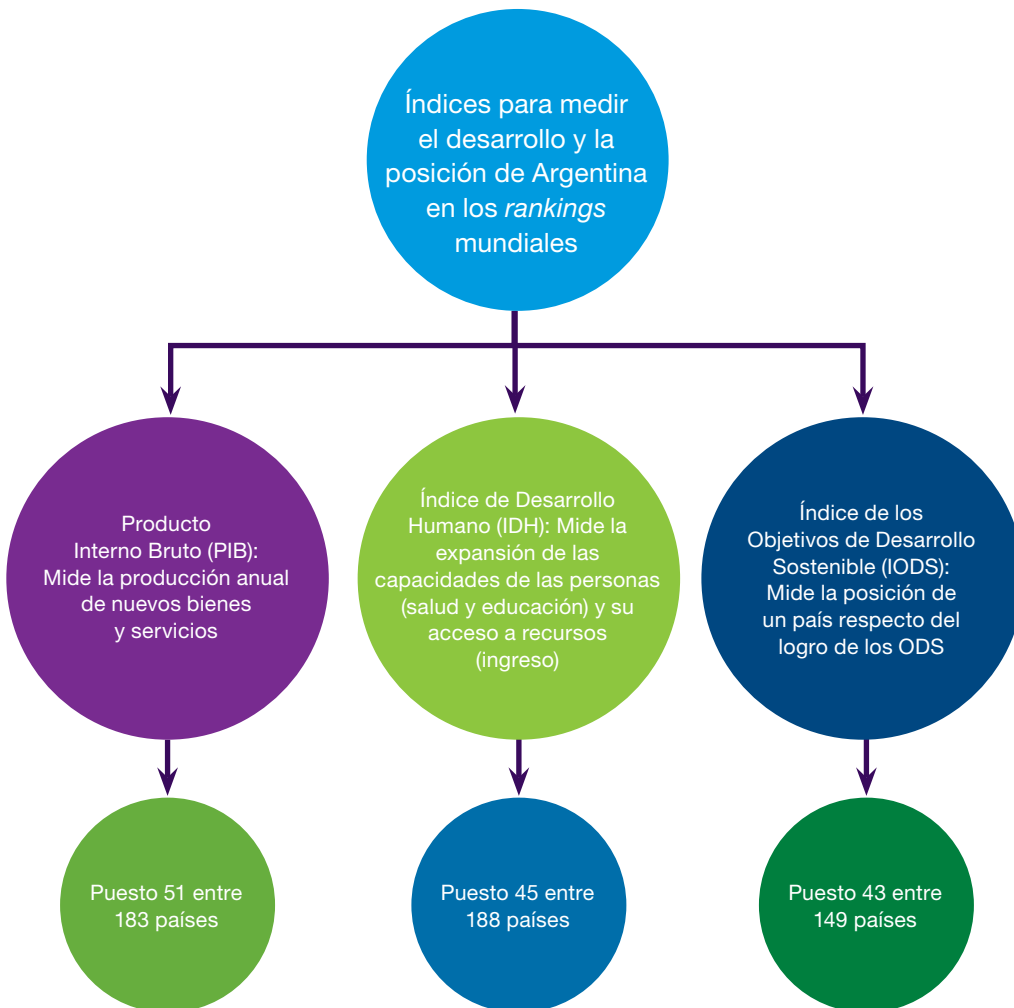 Índices para medir
el desarrollo y la
posición de Argentina
en los rankings
mundiales
Producto
Interno Bruto (PIB):
Mide la producción anual
de nuevos bienes
y servicios
Índice de Desarrollo
Humano (IDH): Mide la
expansión de las
capacidades de las personas
(salud y educación) y su
acceso a recursos
(ingreso)
Índice de los
Objetivos de Desarrollo
Sostenible (IODS):
Mide la posición de
un país respecto del
logro de los ODS
Puesto 51 entre
183 países
Puesto 45 entre
188 países
Puesto 43 entre
149 países